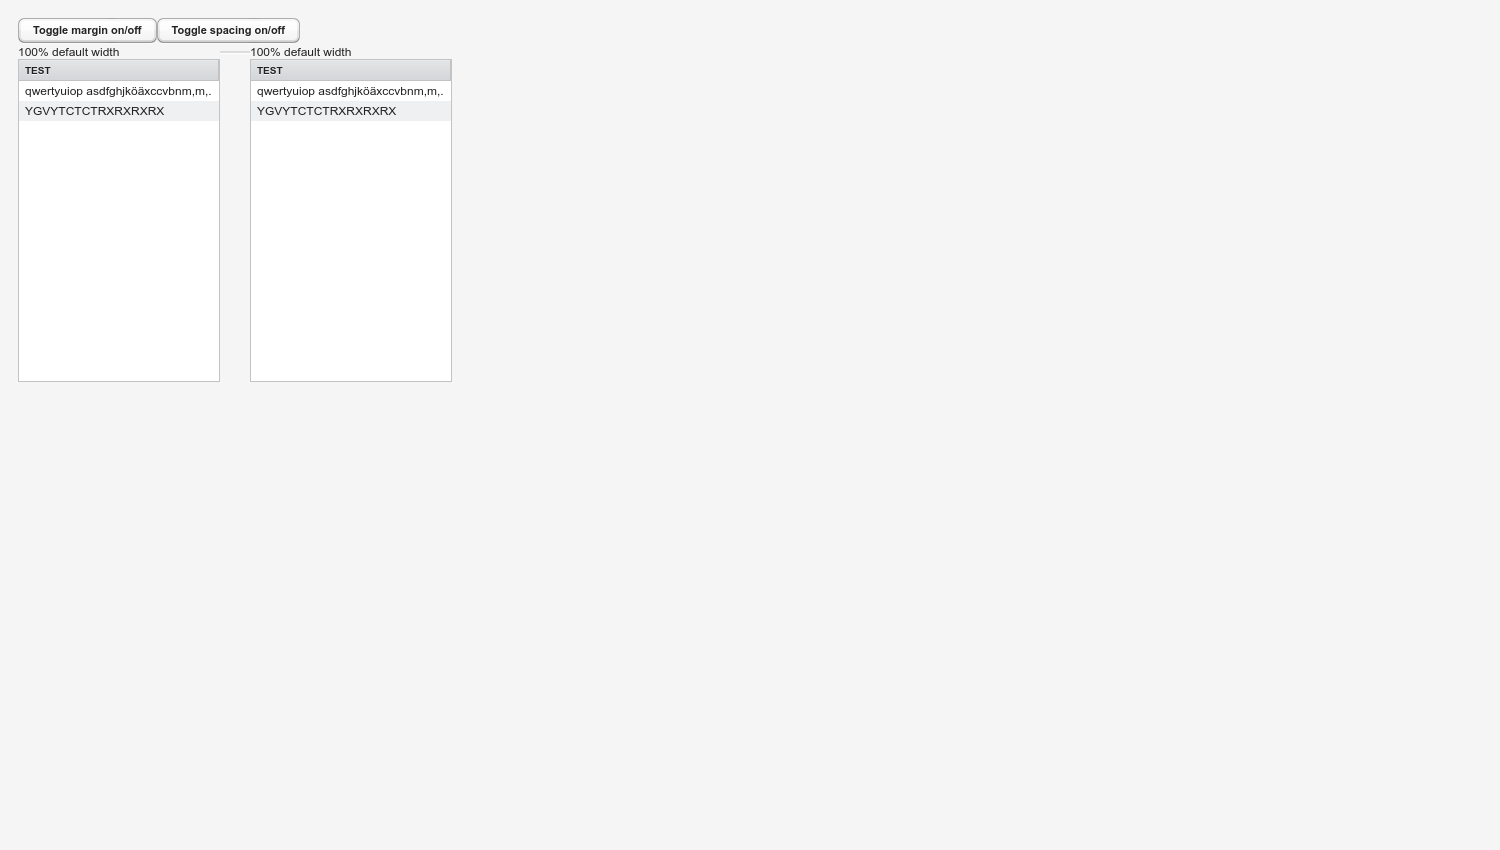 Toggle margin on/off Toggle spacing on/off
100% default width 100% default width
TEST TEST
qwertyuiop asdfghjköäxccvbnm,m,. qwertyuiop asdfghjköäxccvbnm,m,.
YGVYTCTCTRXRXRXRX YGVYTCTCTRXRXRXRX